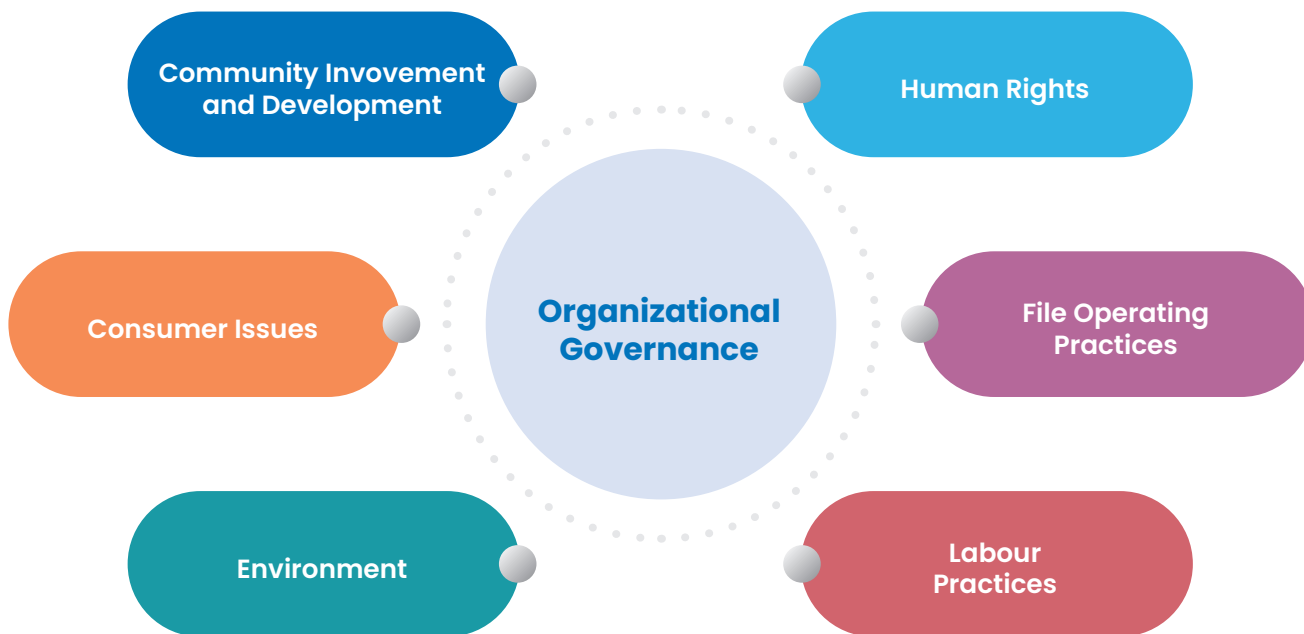 Community Invovement
and Development
Human Rights
Consumer Issues
Organizational
Governance
File Operating
Practices
Environment
Labour
Practices